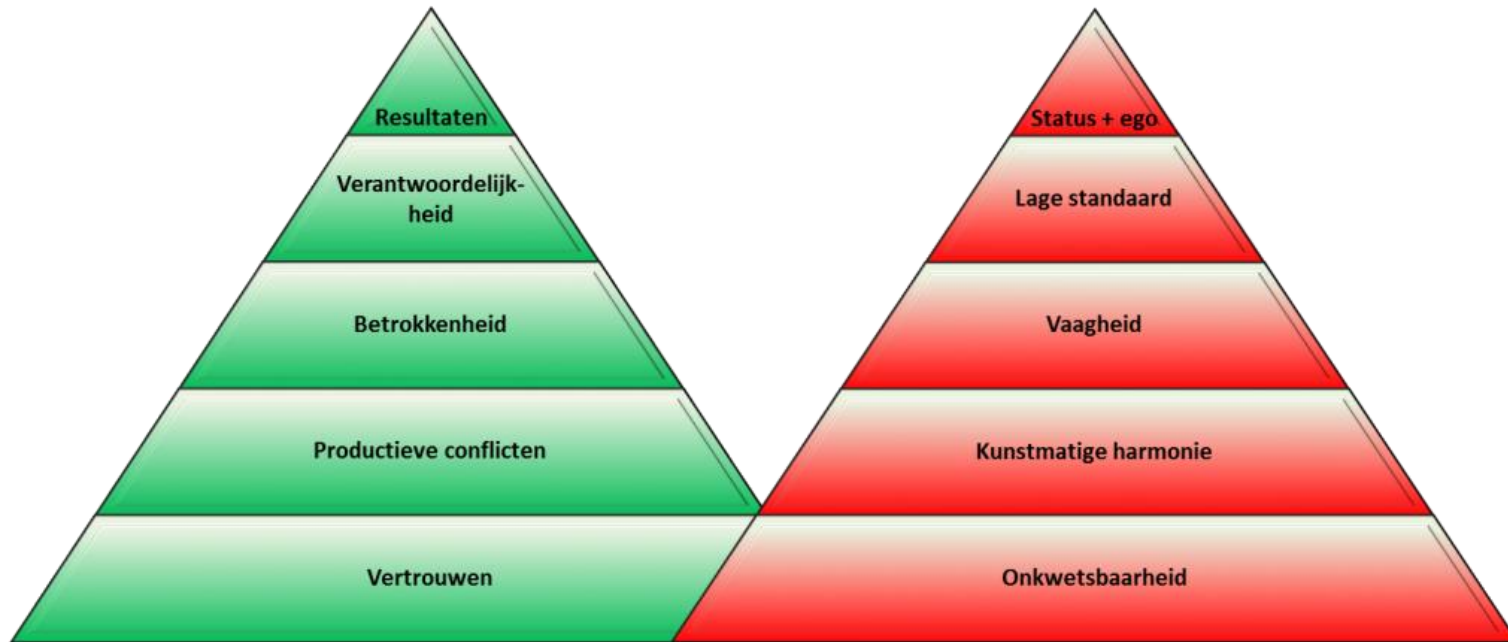 Resultaten
Verantwoordelijk-
heid
Betrokkenheid
Productieve conflicten
Vertrouwen
Status + ego
Lage standaard
Vaagheid
Kunstmatige harmonie
Onkwetsbaarheid